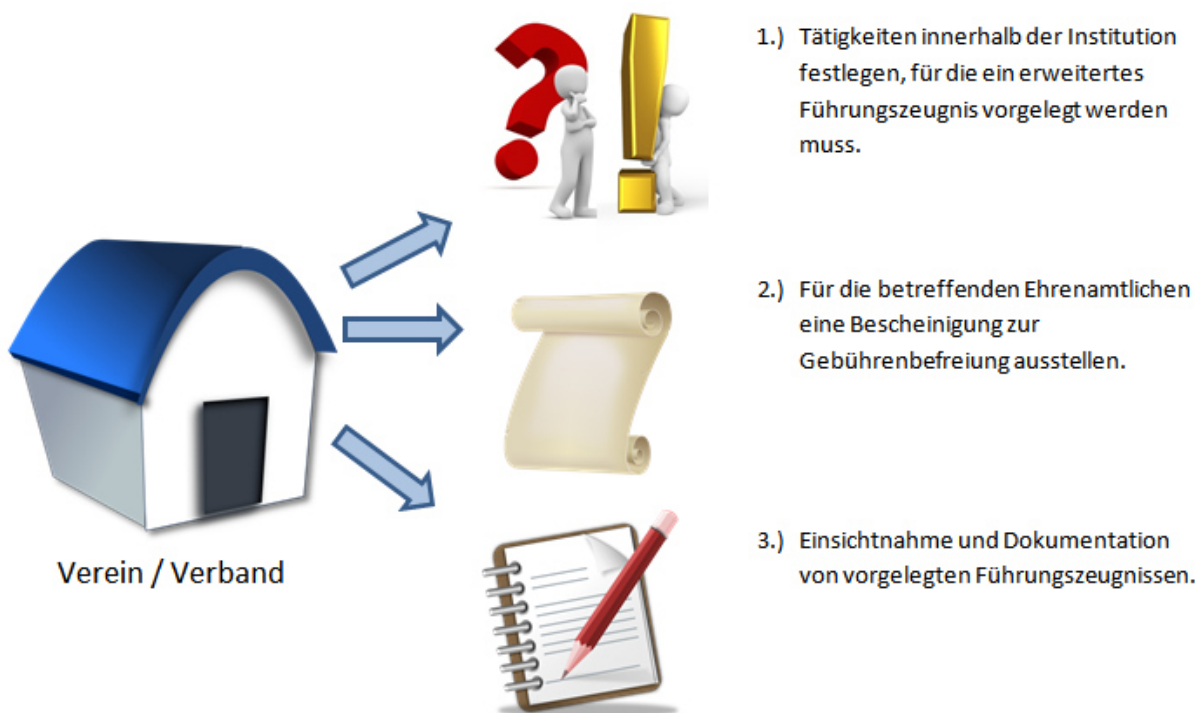 1.) Tätigkeiten innerhalb der Institution
festlegen, für die ein erweitertes
Führungszeugnis vorgelegt werden
muss.
2.) Für die betreffenden Ehrenamtlichen
eine Bescheinigung zur
Gebührenbefreiung ausstellen.
3.) Einsichtnahme und Dokumentation
von vorgelegten Führungszeugnissen.
Verein / Verband